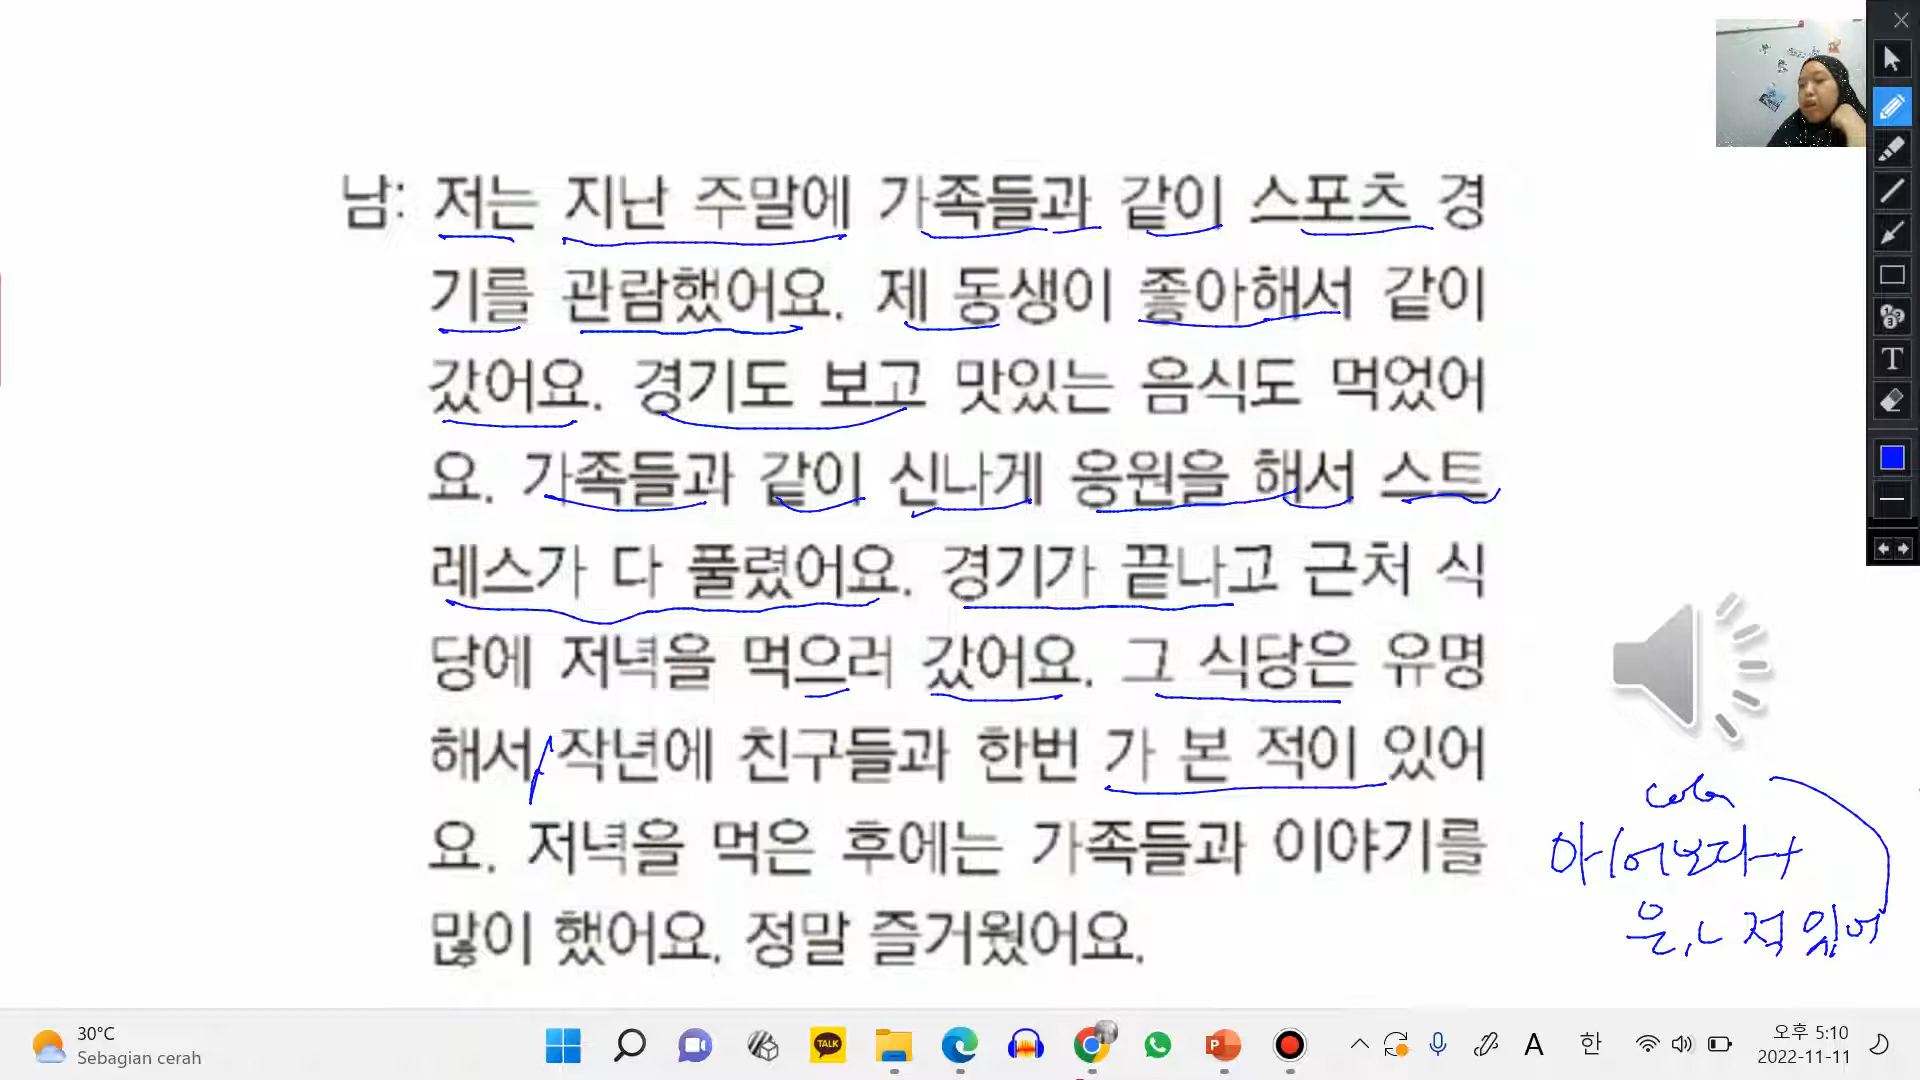 남: 저는 지난 주말에 가족들과 같이 스포츠 경
기를 관람했어요. 제 동생이 좋아해서 같이
갔어요. 경기도 보고 맛있는 음식도 먹었어
요. 가족들과 같이 신나게 응원을 해서 스트
레스가 다 풀렸어요. 경기가 끝나고 근처 식
당에 저녁을 먹으러 갔어요. 그 식당은 유명
해서 작년에 친구들과 한번 가 본 적이 있어
요. 저녁을 먹은 후에는 가족들과 이야기를
많이 했어요. 정말 즐거웠어요.
아/어보다+
은,ㄴ 적 있어
T
30°C
Sebagian cerah
TALK
P
A
한
오후 5:10
2022-11-11